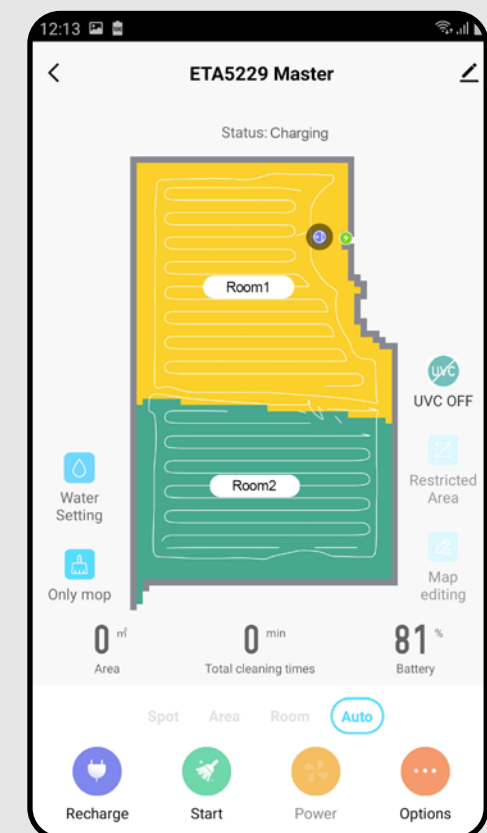 12:13
ETA5229 Master
Status: Charging
Room1
UVC
UVC OFF
Room2
Restricted
Area
Water
Setting
Only mop
Map
editing
0 ㎡
0 min
81 %
Area
Total cleaning times
Battery
Spot Area Room Auto
Recharge
Start
Power
Options